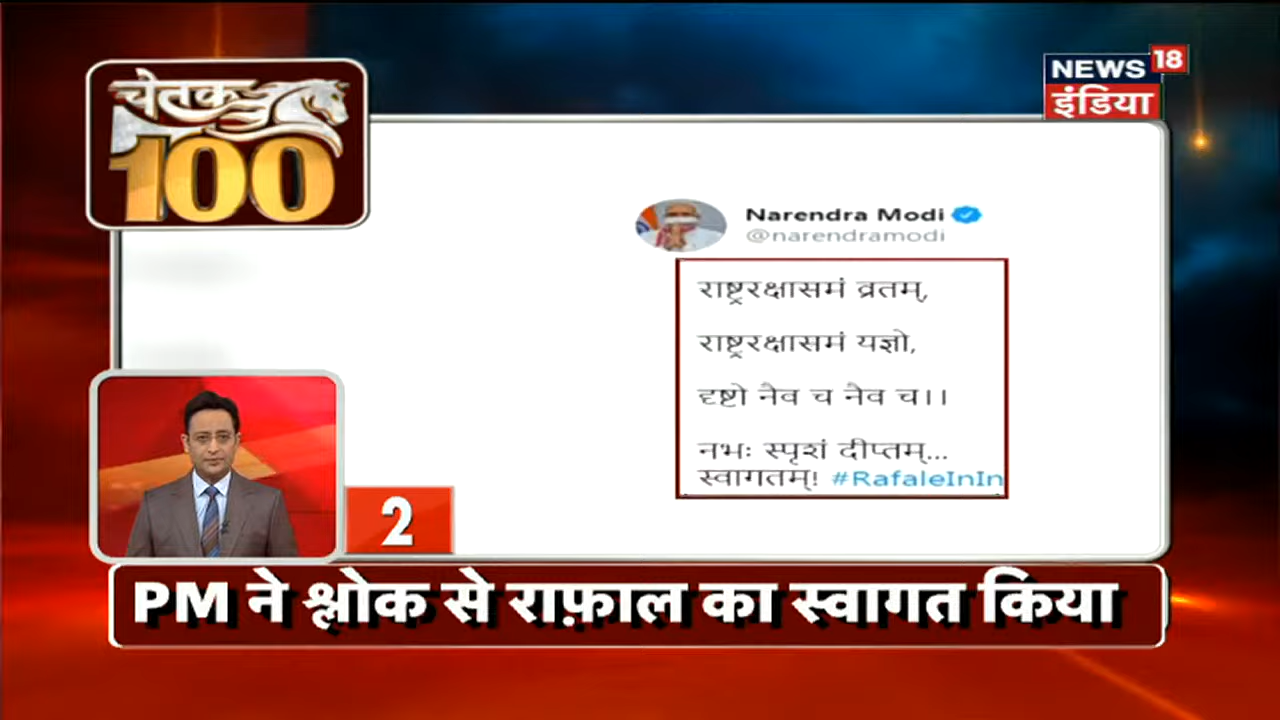 चेतक
100
NEWS 18
इंडिया
Narendra Modi
@narendramodi
राष्ट्ररक्षासमं व्रतम्,
राष्ट्ररक्षासमं यज्ञो,
दृष्टो नैव च नैव च।।
नभः स्पृशं दीप्तम्...
स्वागतम्! #RafaleInIn
2
PM ने श्लोक से राफ़ाल का स्वागत किया